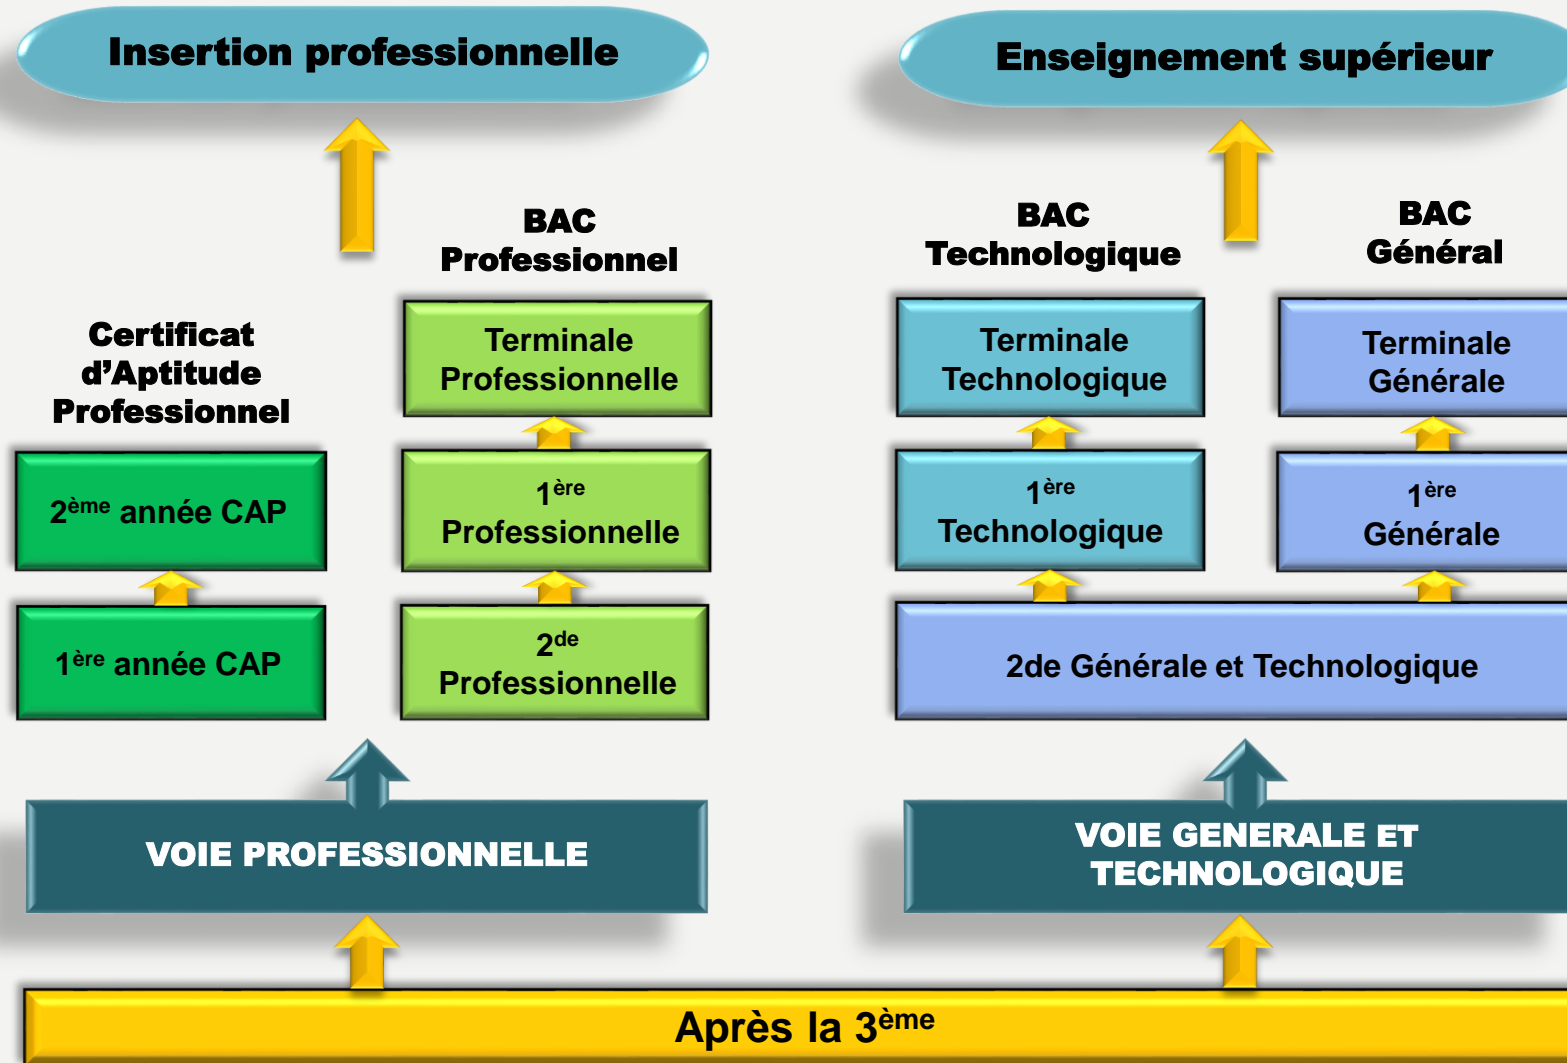 Insertion professionnelle
Enseignement supérieur
BAC
Professionnel
BAC
Technologique
BAC
Général
Certificat
d’Aptitude
Professionnel
Terminale
Professionnelle
Terminale
Technologique
Terminale
Générale
2ème année CAP
1ère
Professionnelle
1ère
Technologique
1ère
Générale
1ère année CAP
2de
Professionnelle
2de Générale et Technologique
VOIE PROFESSIONNELLE
VOIE GENERALE ET
TECHNOLOGIQUE
Après la 3ème